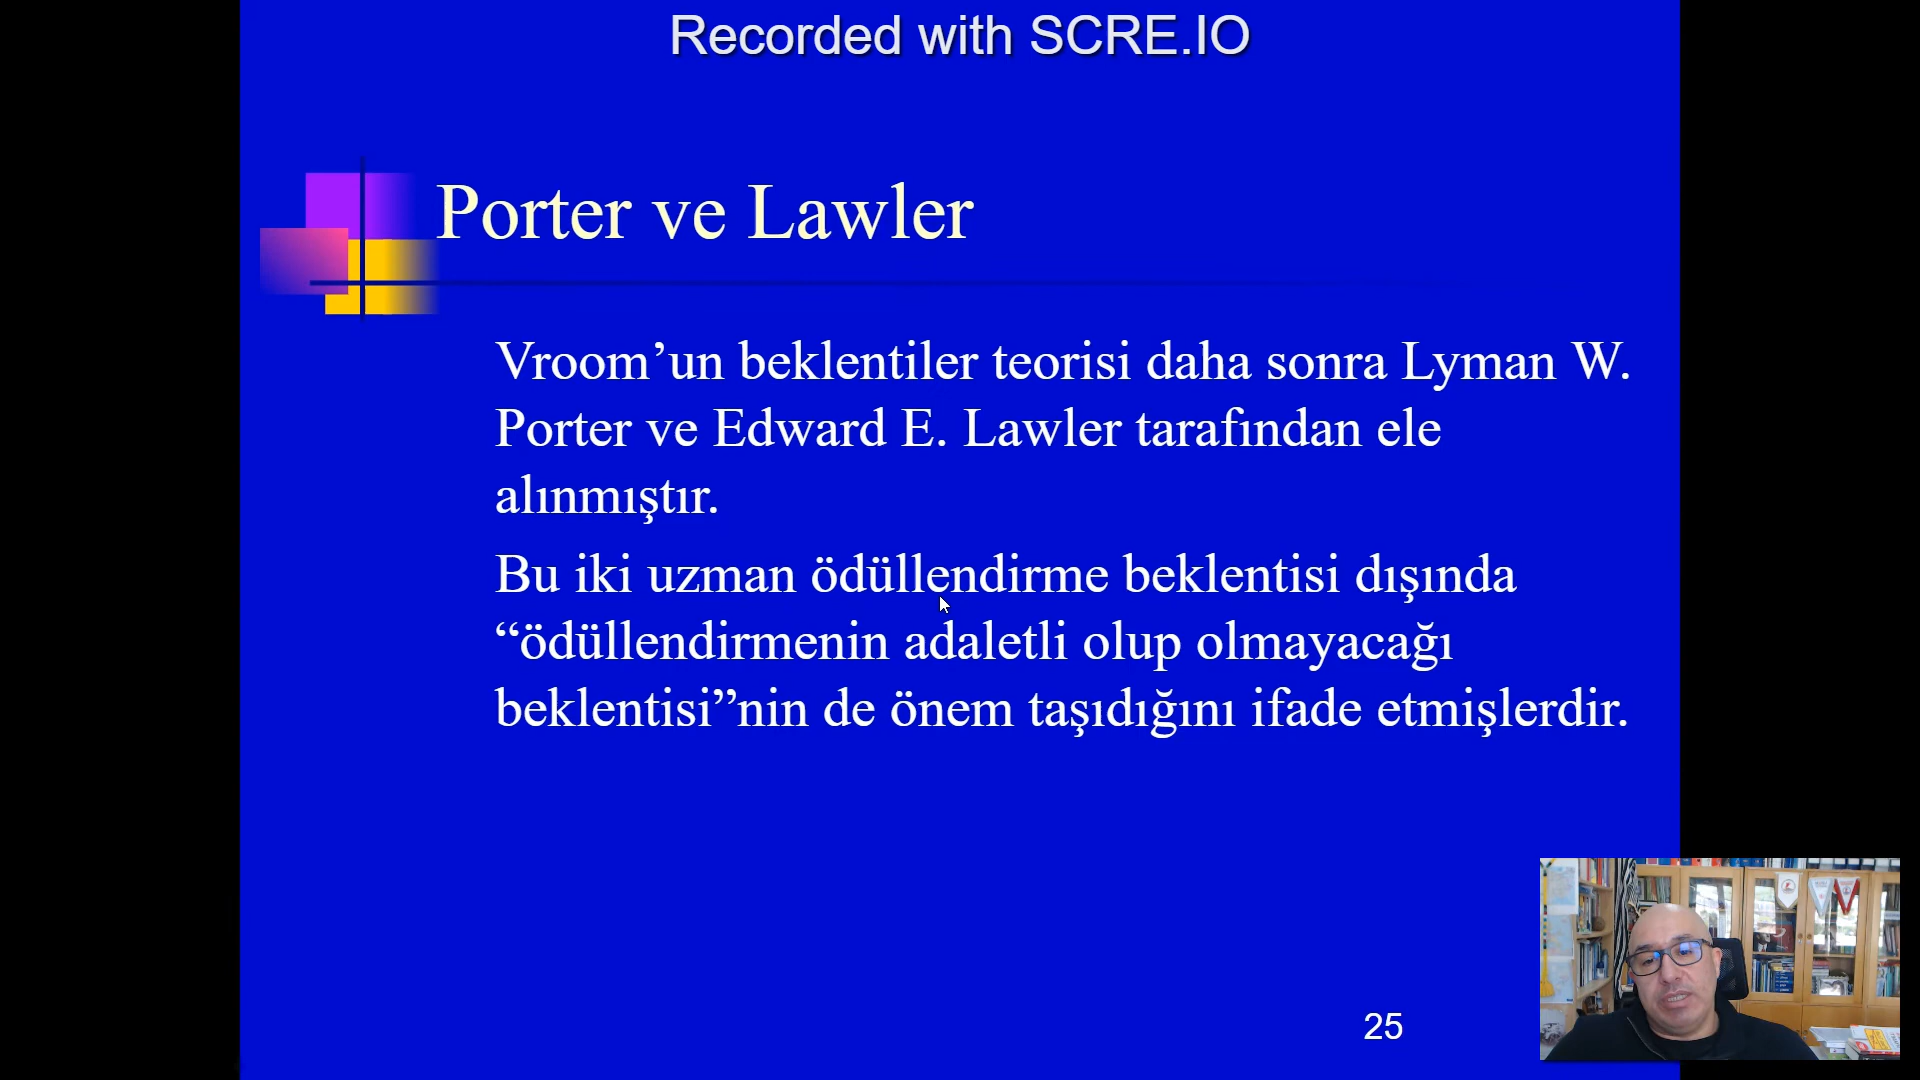 Recorded with SCRE.IO
Porter ve Lawler
Vroom’un beklentiler teorisi daha sonra Lyman W.
Porter ve Edward E. Lawler tarafından ele
alınmıştır.
Bu iki uzman ödüllendirme beklentisi dışında
“ödüllendirmenin adaletli olup olmayacağı
beklentisi”nin de önem taşıdığını ifade etmişlerdir.
25